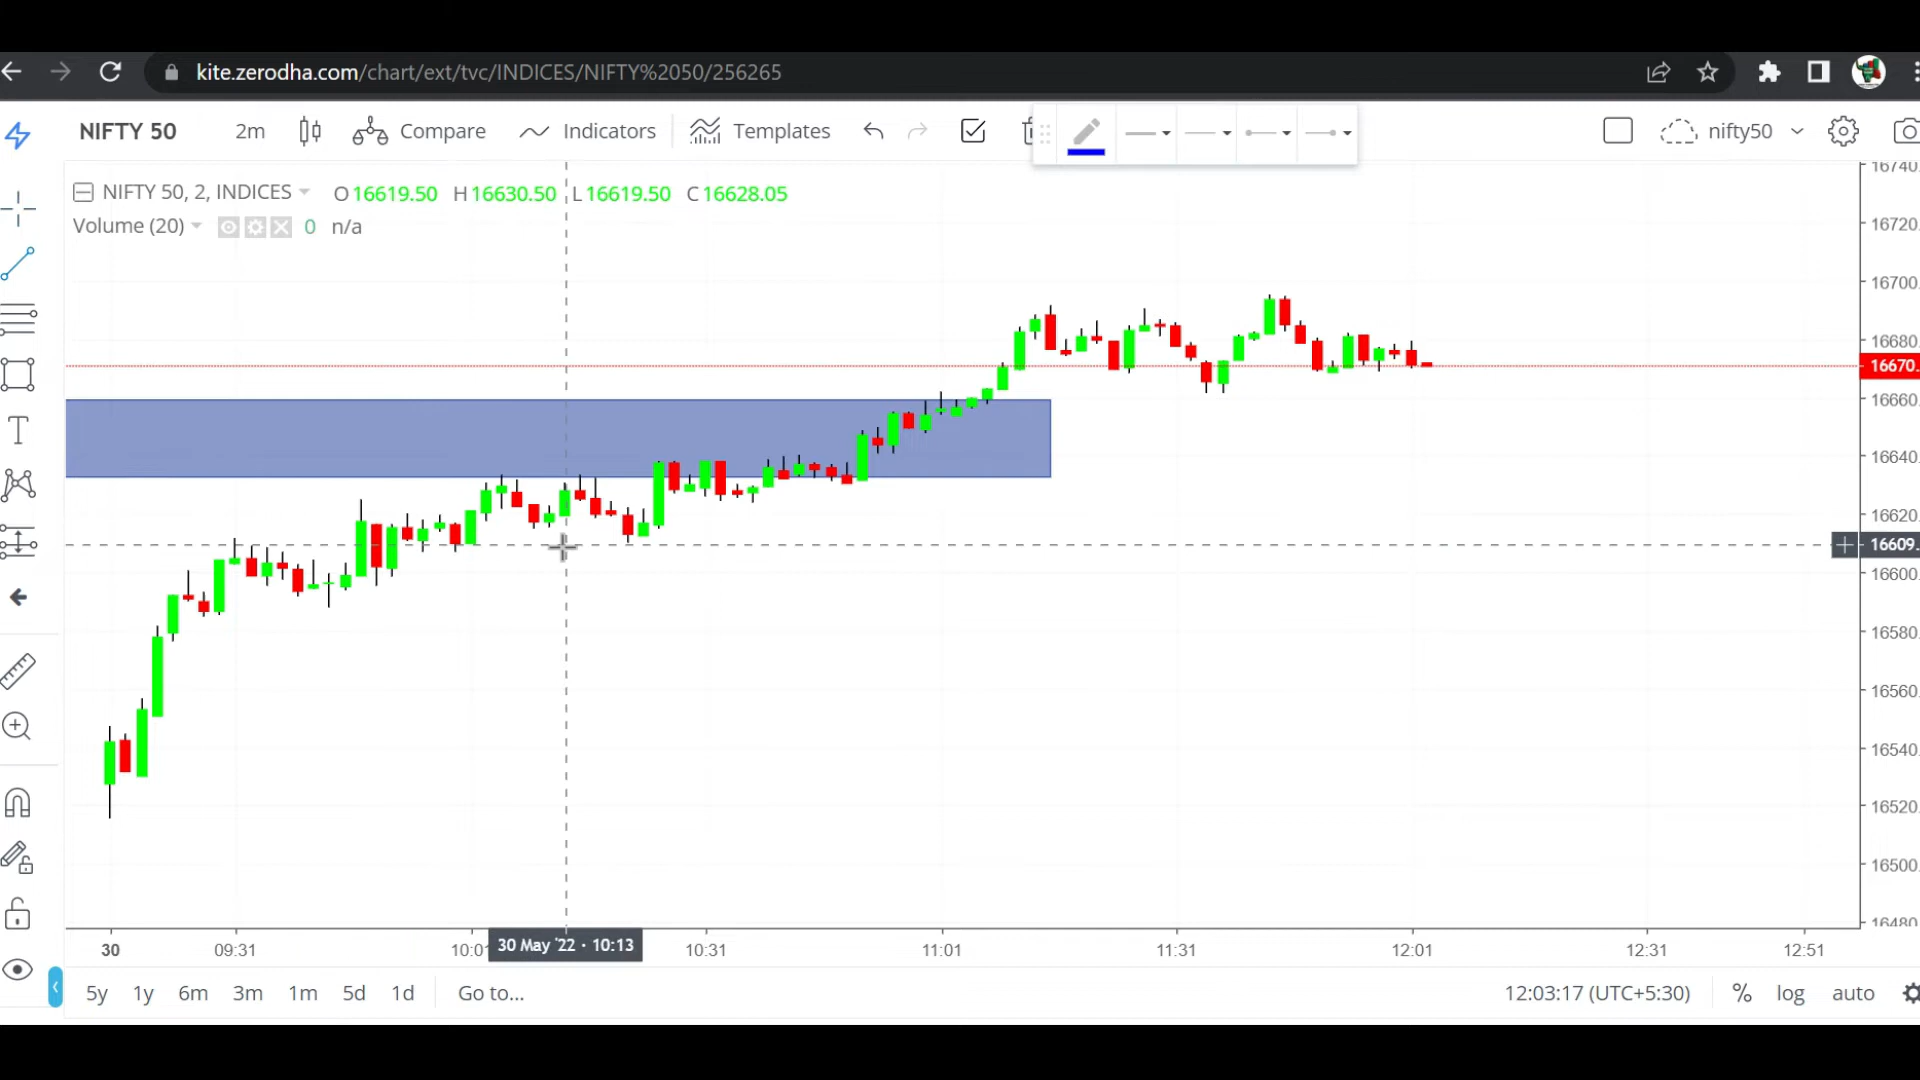 kite.zerodha.com/chart/ext/tvc/INDICES/NIFTY%2050/256265
NIFTY 50 2m Compare Indicators Templates nifty50
NIFTY 50, 2, INDICES O 16619.50 H 16630.50 L 16619.50 C 16628.05
Volume (20) 0 n/a
16740.
16720.
16700.
16680.
16670.
16660.
16640.
16620.
16609.
16600.
16580.
16560.
16540.
16520.
16500.
16480.
30 09:31 10:01 30 May '22 · 10:13 10:31 11:01 11:31 12:01 12:31 12:51
5y 1y 6m 3m 1m 5d 1d Go to... 12:03:17 (UTC+5:30) % log auto